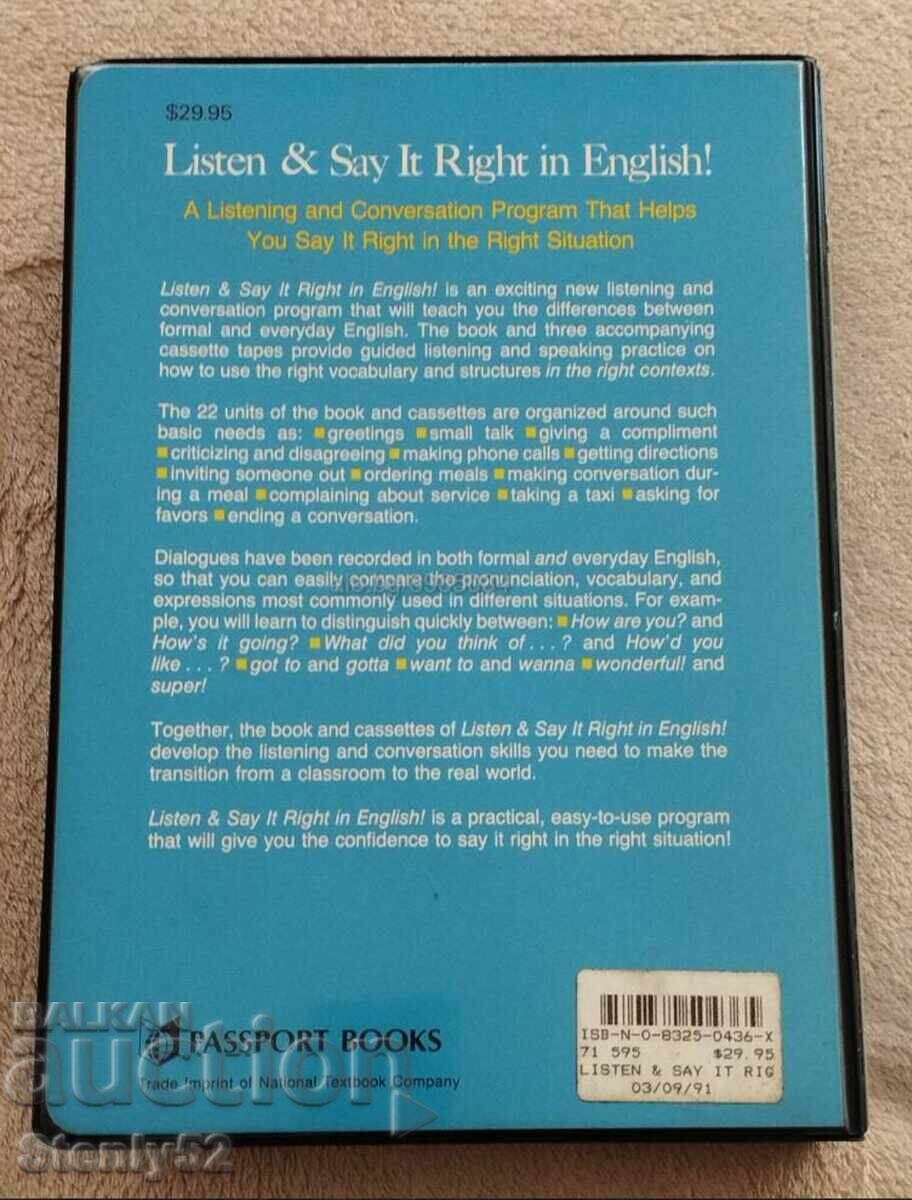 $29.95
Listen & Say It Right in English!
A Listening and Conversation Program That Helps
You Say It Right in the Right Situation
Listen & Say It Right in English! is an exciting new listening and
conversation program that will teach you the differences between
formal and everyday English. The book and three accompanying
cassette tapes provide guided listening and speaking practice on
how to use the right vocabulary and structures in the right contexts.
The 22 units of the book and cassettes are organized around such
basic needs as: ■greetings ■small talk ■giving a compliment
■criticizing and disagreeing ■making phone calls ■getting directions
■inviting someone out ■ordering meals ■making conversation dur-
ing a meal ■complaining about service ■taking a taxi ■asking for
favors ■ending a conversation.
Dialogues have been recorded in both formal and everyday English,
so that you can easily compare the pronunciation, vocabulary, and
expressions most commonly used in different situations. For exam-
ple, you will learn to distinguish quickly between: ■How are you? and
How's it going? ■What did you think of . . . ? and How'd you
like . . . ? ■got to and gotta ■want to and wanna ■wonderful! and
super!
Together, the book and cassettes of Listen & Say It Right in English!
develop the listening and conversation skills you need to make the
transition from a classroom to the real world.
Listen & Say It Right in English! is a practical, easy-to-use program
that will give you the confidence to say it right in the right situation!
PASSPORT BOOKS
Trade Imprint of National Textbook Company
ISB-N-0-8325-0436-X
71 595 $29.95
LISTEN & SAY IT RIG
03/09/91
BALKAN
auction
Stenly52